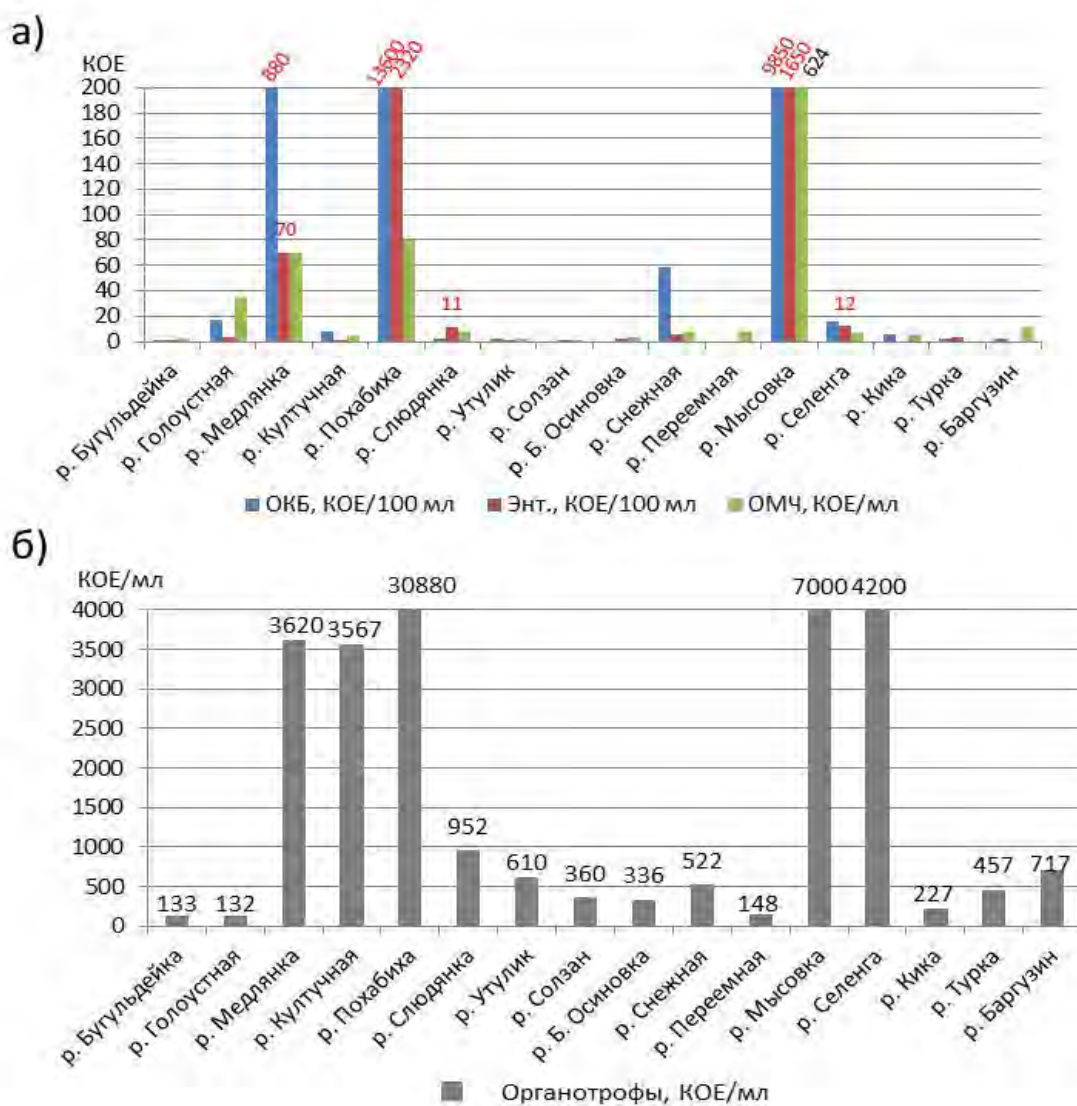 а)
КОЕ
880
13600
2320
9850
1650
624
200
180
160
140
120
100
80
60
40
20
0
70
11
12
р. Бугульдейка
р. Голоустная
р. Медлянка
р. Култучная
р. Похабиха
р. Слюдянка
р. Утулик
р. Солзан
р. Б. Осиновка
р. Снежная
р. Переемная
р. Мысовка
р. Селенга
р. Кика
р. Турка
р. Баргузин
ОКБ, КОЕ/100 мл Энт., КОЕ/100 мл ОМЧ, КОЕ/мл
б)
КОЕ/мл
4000
3500
3000
2500
2000
1500
1000
500
0
133
132
3620
3567
30880
952
610
360
336
522
148
7000
4200
227
457
717
р. Бугульдейка
р. Голоустная
р. Медлянка
р. Култучная
р. Похабиха
р. Слюдянка
р. Утулик
р. Солзан
р. Б. Осиновка
р. Снежная
р. Переемная
р. Мысовка
р. Селенга
р. Кика
р. Турка
р. Баргузин
Органотрофы, КОЕ/мл